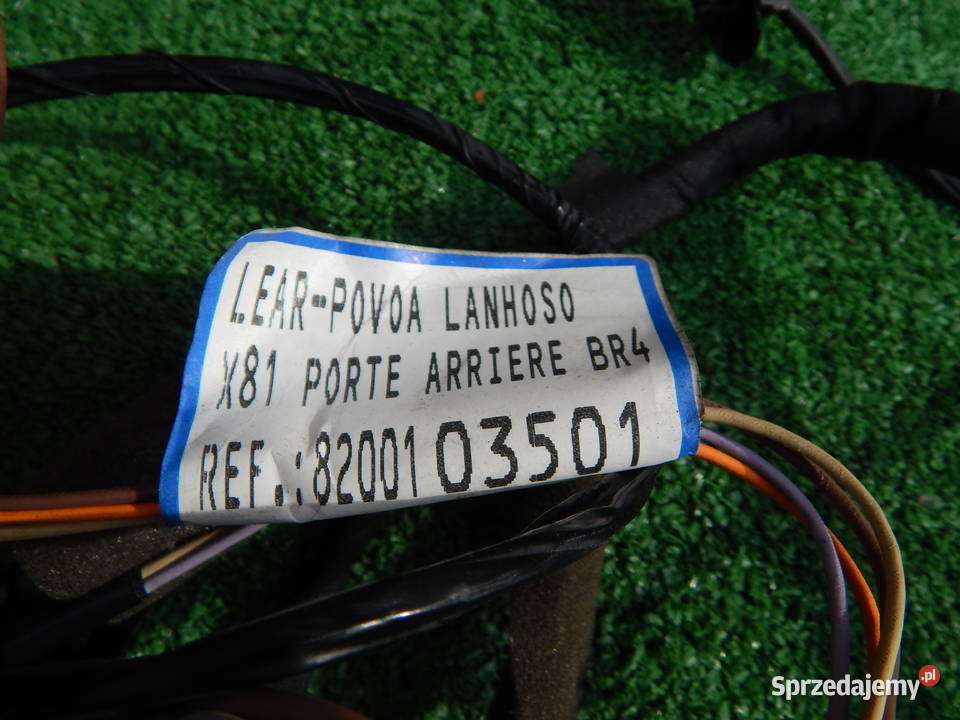 LEAR-POVOA LANHOSO
X81 PORTE ARRIERE BR4
REF.:8200103501
Sprzedajemy.pl